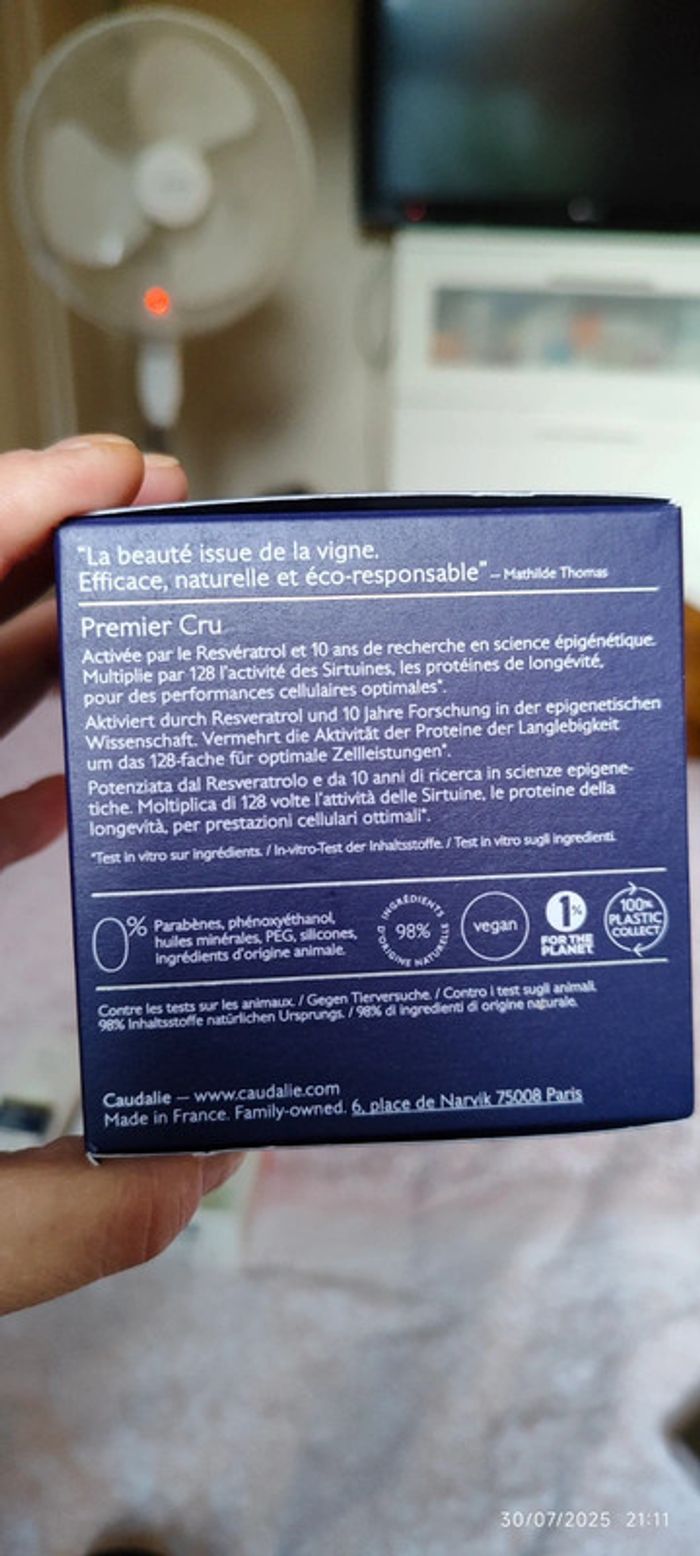 "La beauté issue de la vigne.
Efficace, naturelle et éco-responsable" – Mathilde Thomas
Premier Cru
Activée par le Resvératrol et 10 ans de recherche en science épigénétique.
Multiplie par 128 l'activité des Sirtuines, les protéines de longévité,
pour des performances cellulaires optimales*.
Aktiviert durch Resveratrol und 10 Jahre Forschung in der epigenetischen
Wissenschaft. Vermehrt die Aktivität der Proteine der Langlebigkeit
um das 128-fache für optimale Zellleistungen*.
Potenziata dal Resveratrolo e da 10 anni di ricerca in scienze epigene-
tiche. Moltiplica di 128 volte l'attività delle Sirtuine, le proteine della
longevità, per prestazioni cellulari ottimali*.
*Test in vitro sur ingrédients. / In-vitro-Test der Inhaltsstoffe. / Test in vitro sugli ingredienti.
0%
Parabènes, phénoxyéthanol,
huiles minérales, PEG, silicones,
ingrédients d'origine animale.
INGRÉDIENTS
98%
D'ORIGINE NATURELLE
vegan
1%
FOR THE
PLANET
100%
PLASTIC
COLLECT
Contre les tests sur les animaux. / Gegen Tierversuche. / Contro i test sugli animali.
98% Inhaltsstoffe natürlichen Ursprungs. / 98% di ingredienti di origine naturale.
Caudalie – www.caudalie.com
Made in France. Family-owned. 6, place de Narvik 75008 Paris
30/07/2025 21:11